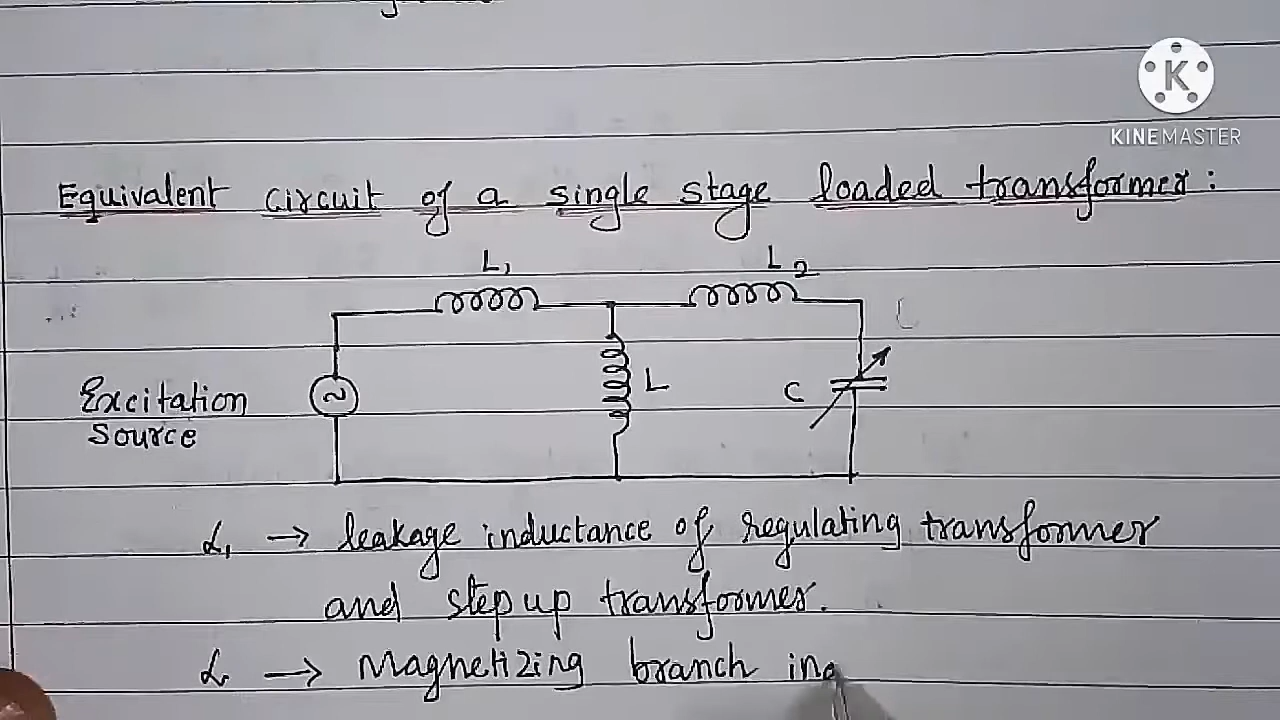 K
KINEMASTER
Equivalent circuit of a single stage loaded transformer:
L1 L2
L C
Excitation
Source
L1 → leakage inductance of regulating transformer
and step up transformer.
L → Magnetizing branch ind